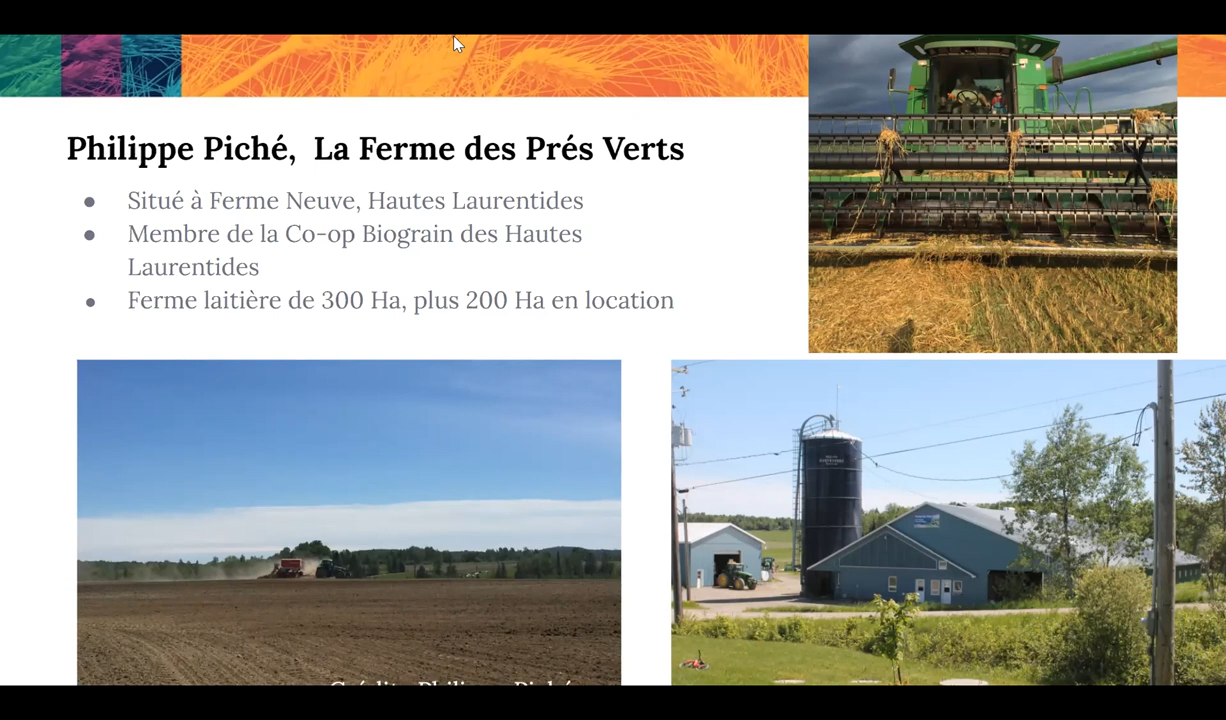 Philippe Piché,  La Ferme des Prés Verts
● Situé à Ferme Neuve, Hautes Laurentides
● Membre de la Co-op Biograin des Hautes
Laurentides
● Ferme laitière de 300 Ha, plus 200 Ha en location